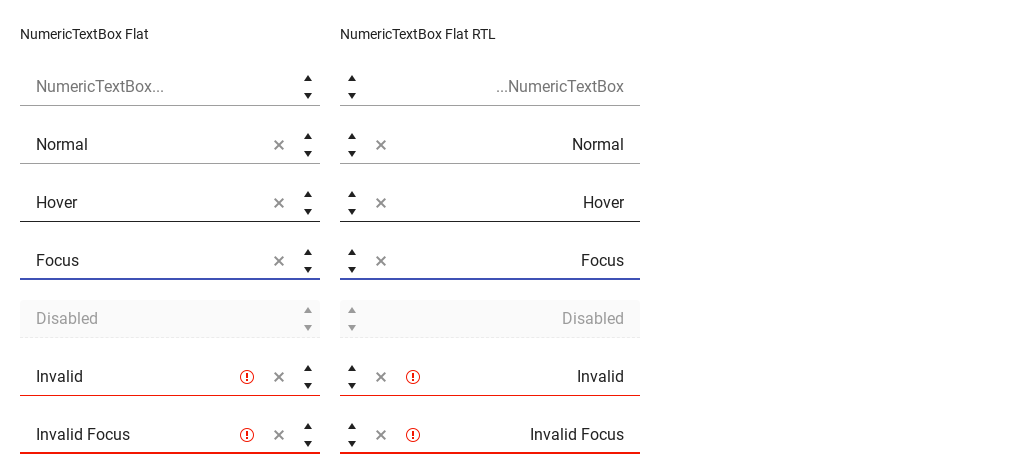 NumericTextBox Flat
NumericTextBox Flat RTL
NumericTextBox...
...NumericTextBox
Normal
Normal
Hover
Hover
Focus
Focus
Disabled
Disabled
Invalid
Invalid
Invalid Focus
Invalid Focus